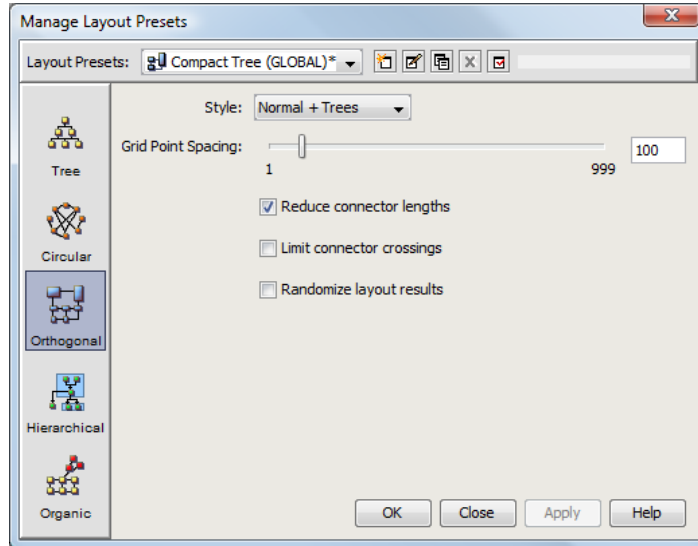 Manage Layout Presets
Layout Presets: Compact Tree (GLOBAL)*
Style: Normal + Trees
Grid Point Spacing: 100
1 999
Tree
Reduce connector lengths
Circular
Limit connector crossings
Randomize layout results
Orthogonal
Hierarchical
Organic
OK Close Apply Help